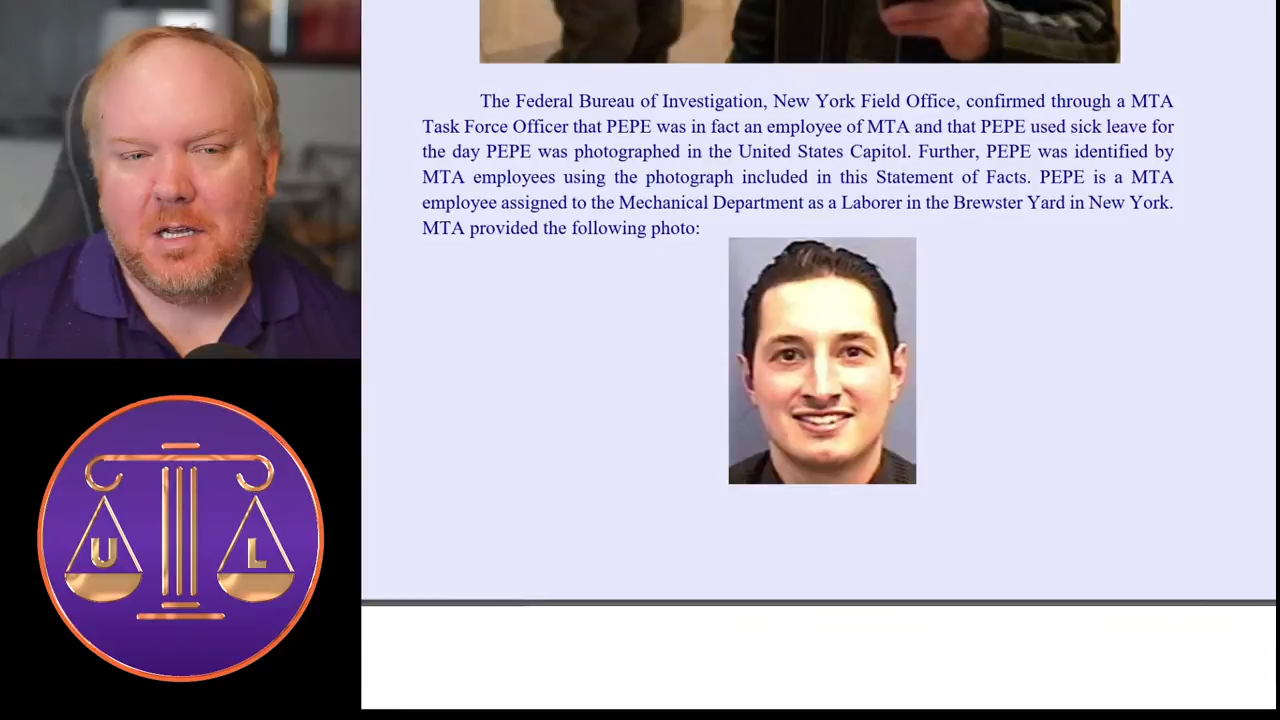 The Federal Bureau of Investigation, New York Field Office, confirmed through a MTA
Task Force Officer that PEPE was in fact an employee of MTA and that PEPE used sick leave for
the day PEPE was photographed in the United States Capitol. Further, PEPE was identified by
MTA employees using the photograph included in this Statement of Facts. PEPE is a MTA
employee assigned to the Mechanical Department as a Laborer in the Brewster Yard in New York.
MTA provided the following photo:
U L